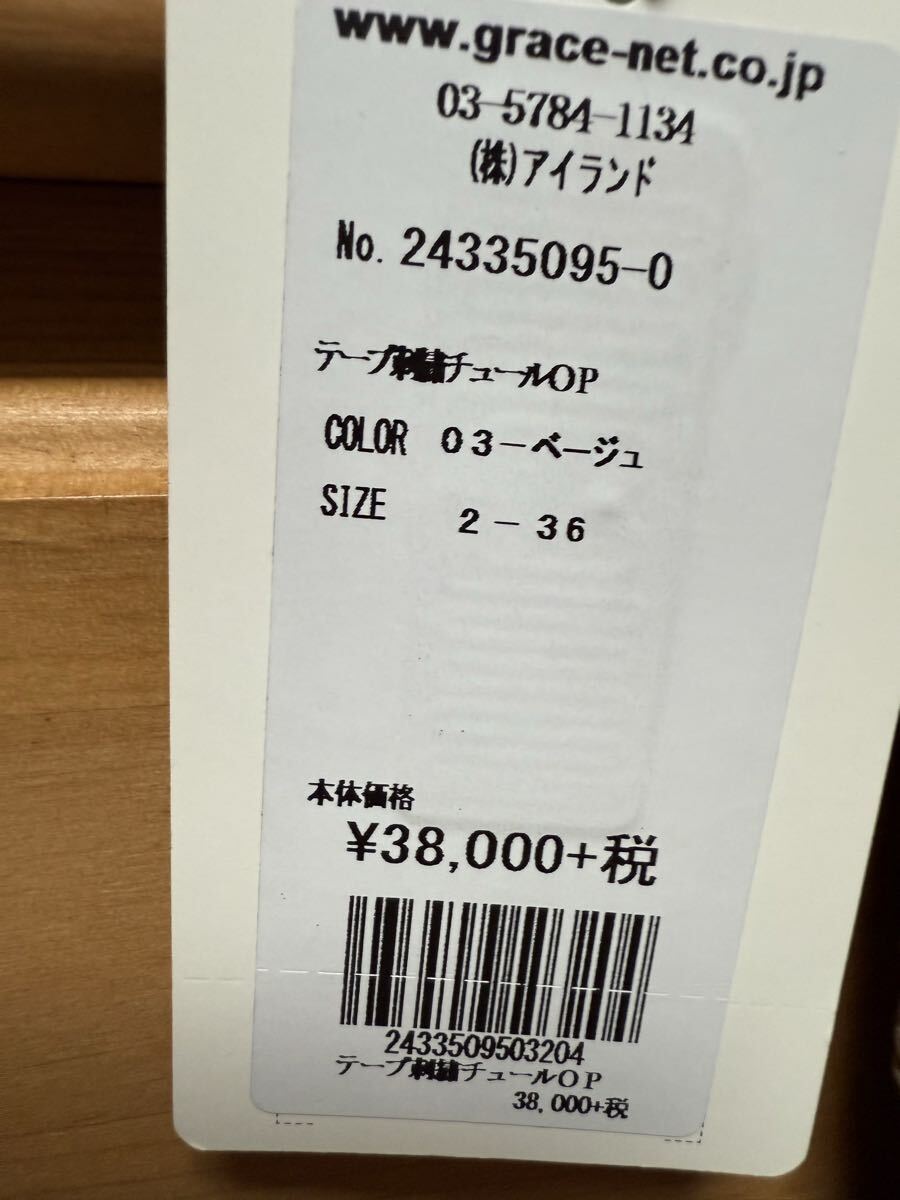 www.grace-net.co.jp
03-5784-1134
(株)アイランド
No. 24335095-0
テープ刺繍チュールOP
COLOR 03-ベージュ
SIZE 2-36
本体価格
¥38,000+税
2433509503204
テープ刺繍チュールOP
38,000+税